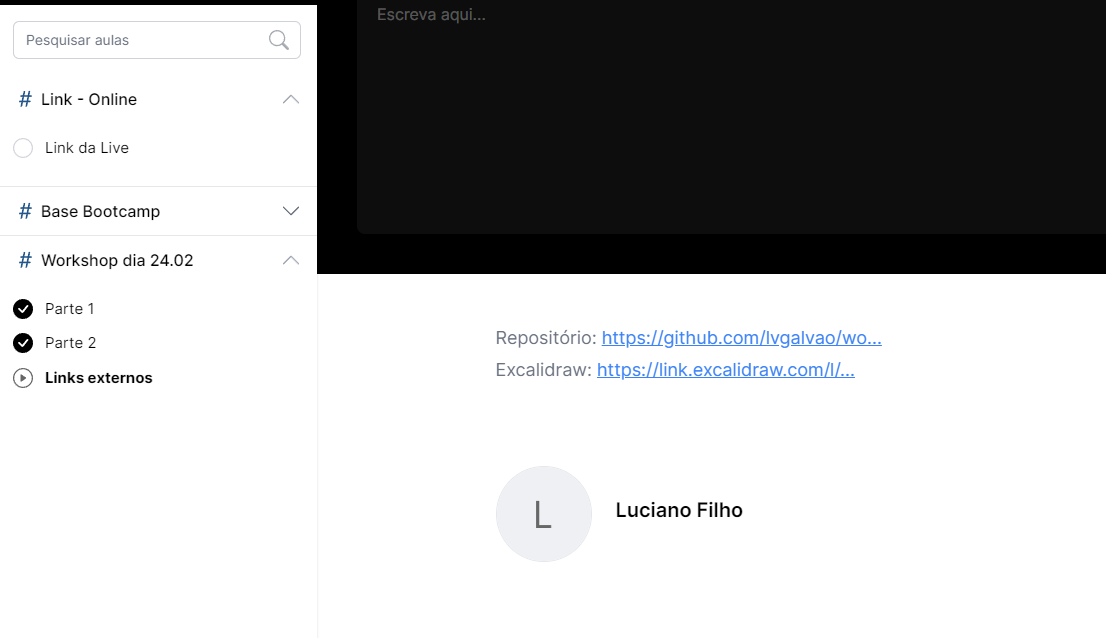 Pesquisar aulas
# Link - Online
Link da Live
# Base Bootcamp
# Workshop dia 24.02
Parte 1
Parte 2
Links externos
Escreva aqui...
Repositório: https://github.com/lvgalvao/wo...
Excalidraw: https://link.excalidraw.com/l/...
L
Luciano Filho